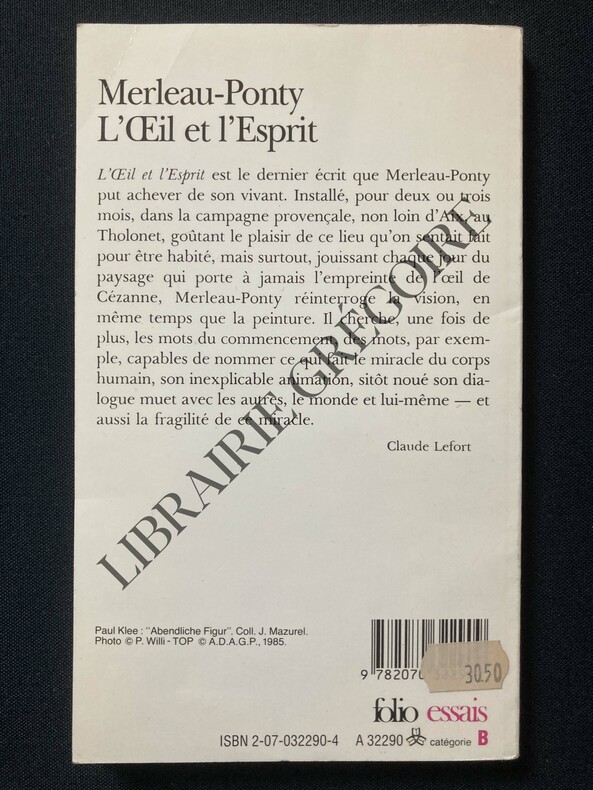 Merleau-Ponty
L'Œil et l'Esprit
L'Œil et l'Esprit est le dernier écrit que Merleau-Ponty
put achever de son vivant. Installé, pour deux ou trois
mois, dans la campagne provençale, non loin d'Aix, au
Tholonet, goûtant le plaisir de ce lieu qu'on sentait fait
pour être habité, mais surtout, jouissant chaque jour du
paysage qui porte à jamais l'empreinte de l'œil de
Cézanne, Merleau-Ponty réinterroge la vision, en
même temps que la peinture. Il cherche, une fois de
plus, les mots du commencement, des mots, par exem-
ple, capables de nommer ce qui fait le miracle du corps
humain, son inexplicable animation, sitôt noué son dia-
logue muet avec les autres, le monde et lui-même — et
aussi la fragilité de ce miracle.
Claude Lefort
LIBRAIRIE GRÉGOIRE
Paul Klee : "Abendliche Figur". Coll. J. Mazurel.
Photo © P. Willi - TOP © A.D.A.G.P., 1985.
9 78207
30.50
folio essais
ISBN 2-07-032290-4 A 32290 catégorie B